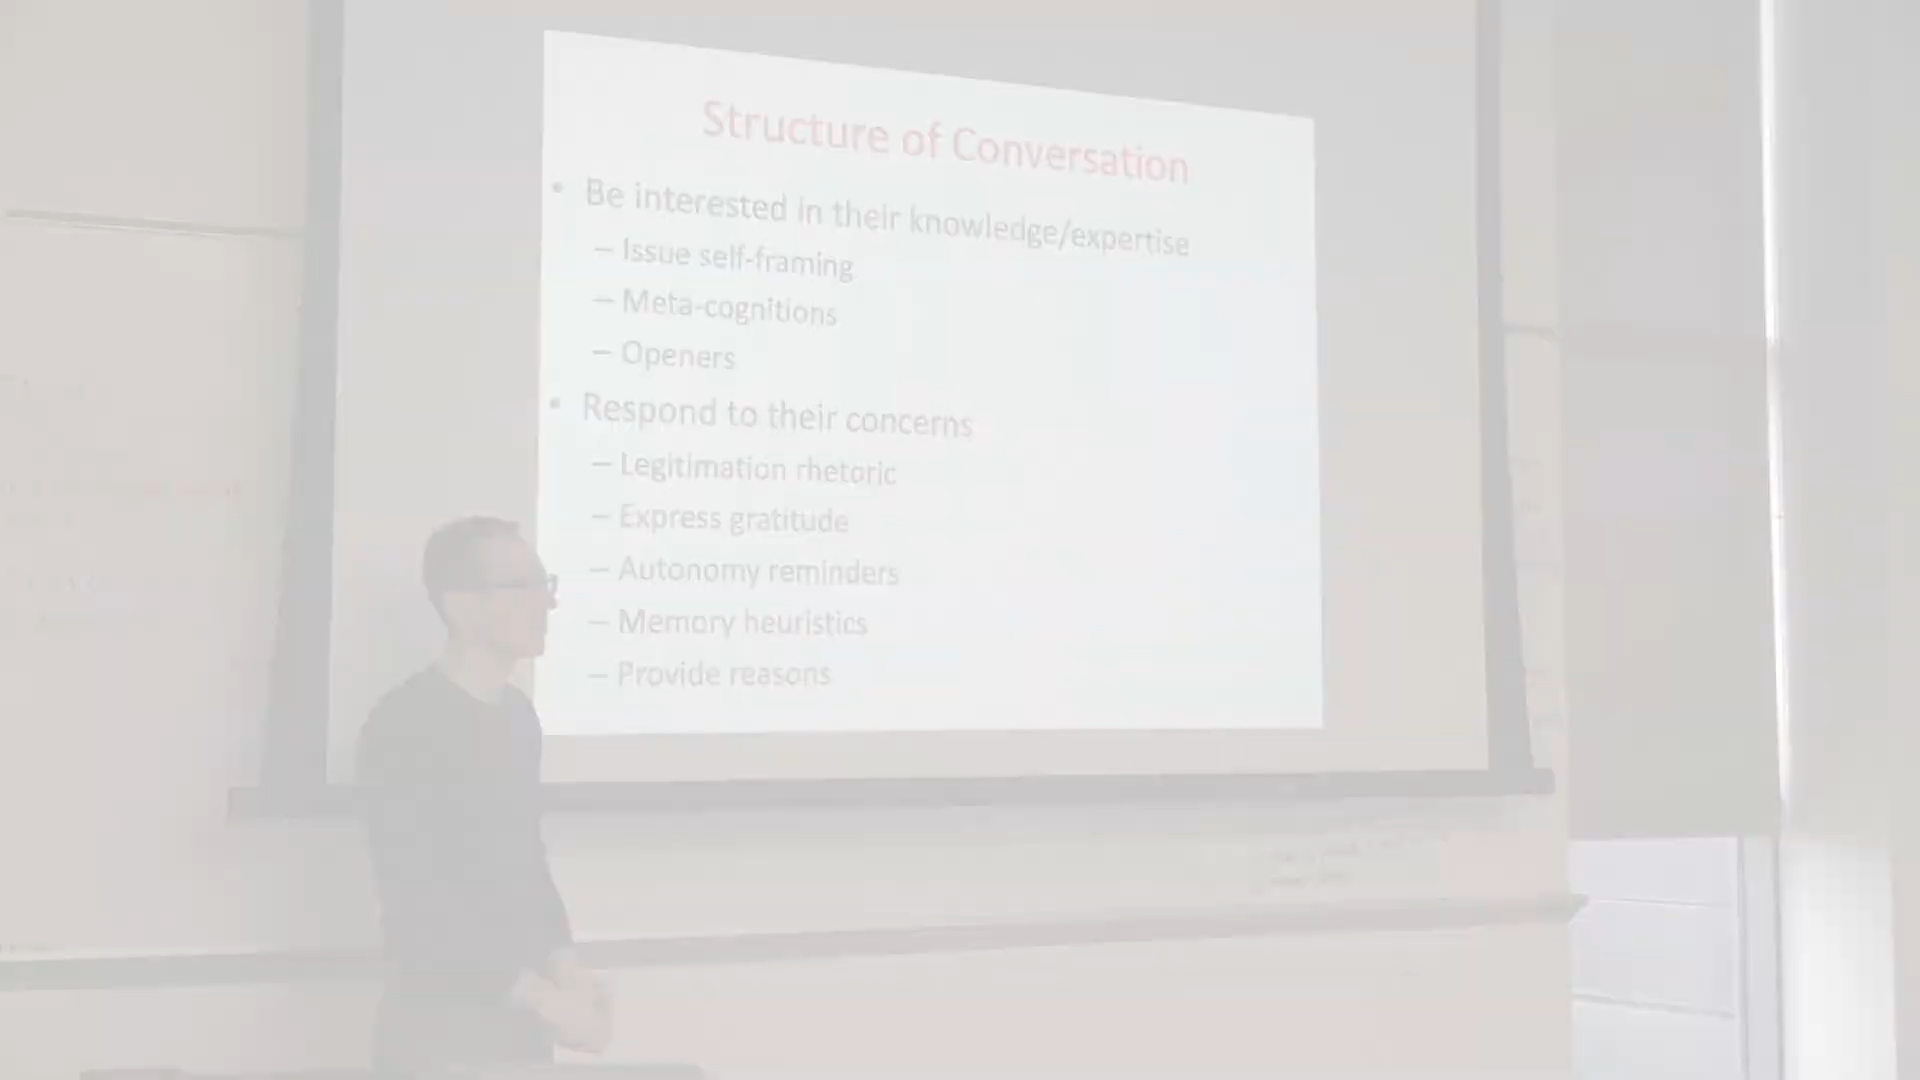 Structure of Conversation
• Be interested in their knowledge/expertise
– Issue self-framing
– Meta-cognitions
– Openers
• Respond to their concerns
– Legitimation rhetoric
– Express gratitude
– Autonomy reminders
– Memory heuristics
– Provide reasons